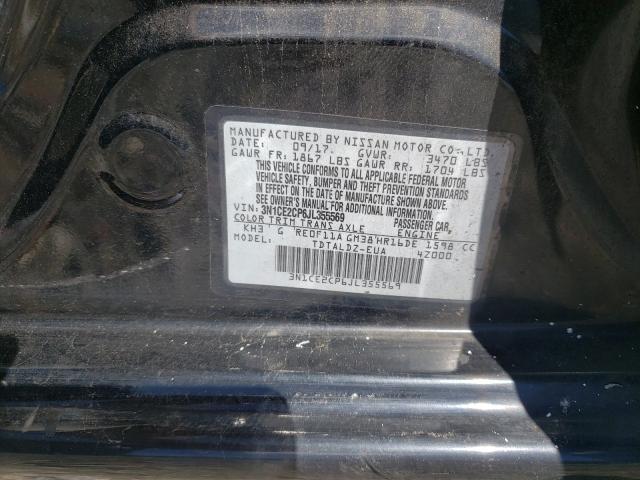 MANUFACTURED BY NISSAN MOTOR CO.,LTD.
DATE: 09/17. GVWR: 3470 LBS
GAWR FR: 1867 LBS GAWR RR: 1704 LBS
THIS VEHICLE CONFORMS TO ALL APPLICABLE FEDERAL MOTOR
VEHICLE SAFETY, BUMPER AND THEFT PREVENTION STANDARDS
IN EFFECT ON THE DATE OF MANUFACTURE SHOWN ABOVE.
SEE OWNER'S MANUAL FOR ADDITIONAL INFORMATION.
VIN: 3N1CE2CP6JL355569 PASSENGER CAR,
COLOR TRIM TRANS AXLE ENGINE
KH3 G RE0F11A GM38 HR16DE 1598 CC
TDTALDZ-EUA 42000
3N1CE2CP6JL355569